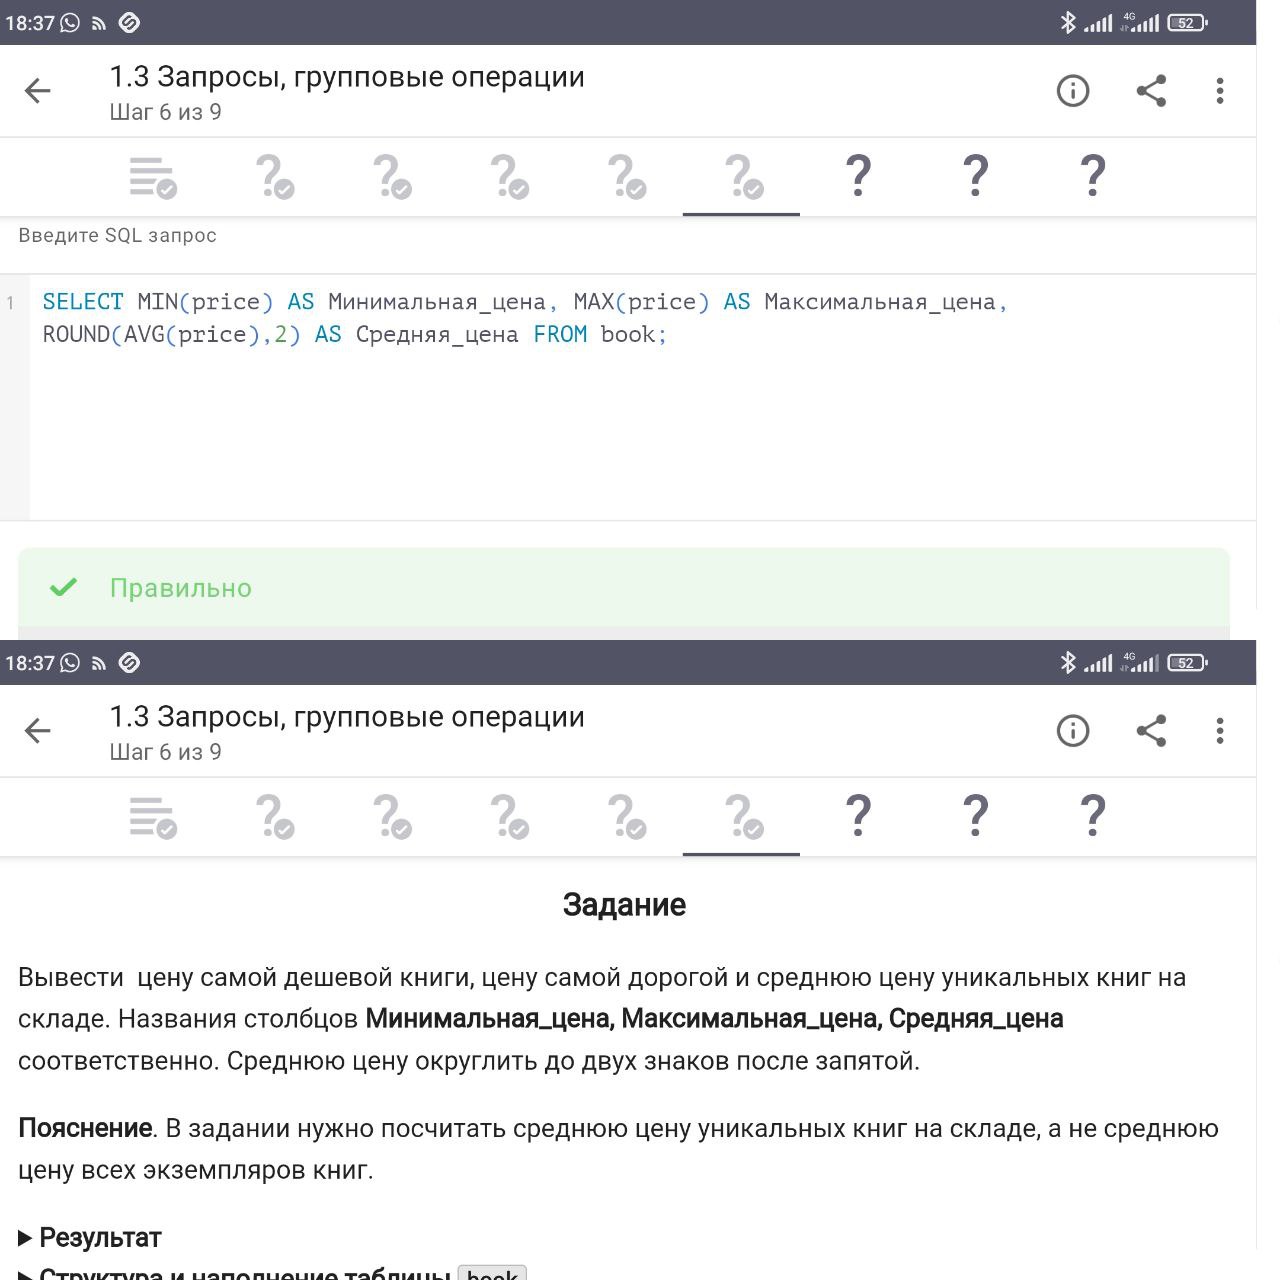 18:37 4G 52
1.3 Запросы, групповые операции
Шаг 6 из 9
? ? ? ? ? ? ? ?
Введите SQL запрос
1 SELECT MIN(price) AS Минимальная_цена, MAX(price) AS Максимальная_цена,
ROUND(AVG(price),2) AS Средняя_цена FROM book;
Правильно
18:37 4G 52
1.3 Запросы, групповые операции
Шаг 6 из 9
? ? ? ? ? ? ? ?
Задание
Вывести цену самой дешевой книги, цену самой дорогой и среднюю цену уникальных книг на
складе. Названия столбцов Минимальная_цена, Максимальная_цена, Средняя_цена
соответственно. Среднюю цену округлить до двух знаков после запятой.
Пояснение. В задании нужно посчитать среднюю цену уникальных книг на складе, а не среднюю
цену всех экземпляров книг.
Результат
Структура и наполнение таблицы book